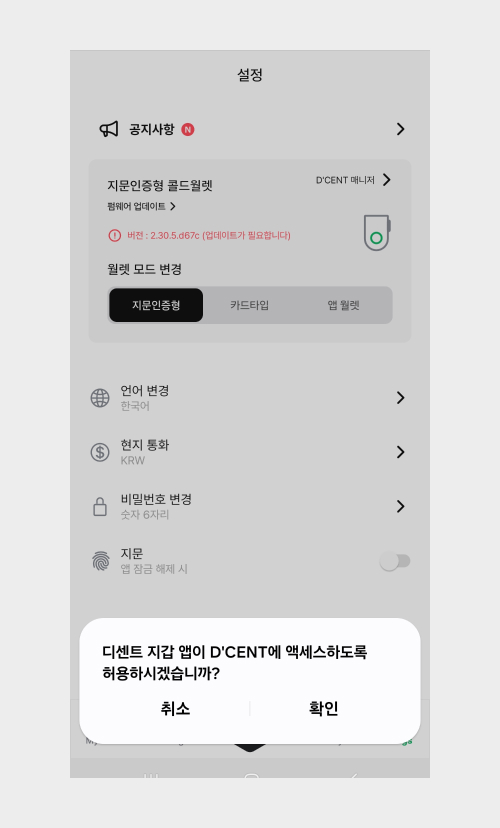 설정
공지사항 N
지문인증형 콜드월렛
D'CENT 매니저
펌웨어 업데이트
버전 : 2.30.5.d67c (업데이트가 필요합니다)
월렛 모드 변경
지문인증형 카드타입 앱 월렛
언어 변경
한국어
현지 통화
KRW
비밀번호 변경
숫자 6자리
지문
앱 잠금 해제 시
디센트 지갑 앱이 D'CENT에 액세스하도록
허용하시겠습니까?
취소 확인